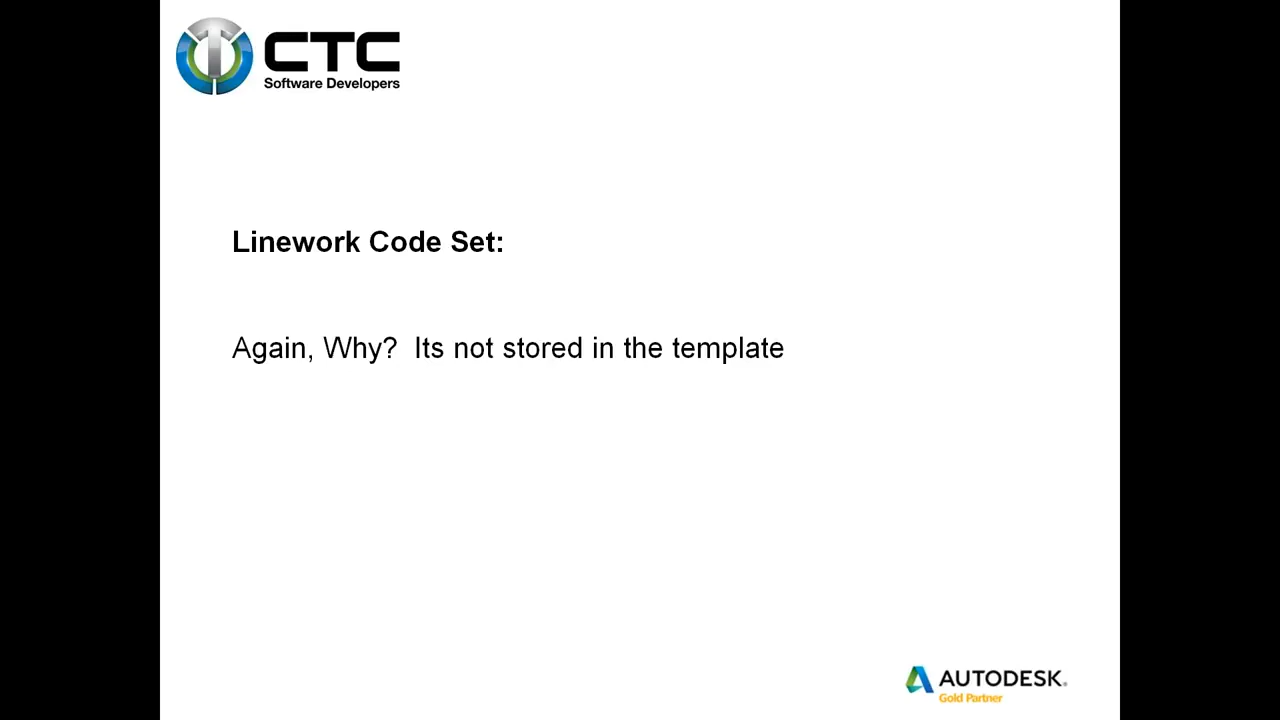 CTC
Software Developers
Linework Code Set:
Again, Why?  Its not stored in the template
AUTODESK®
Gold Partner